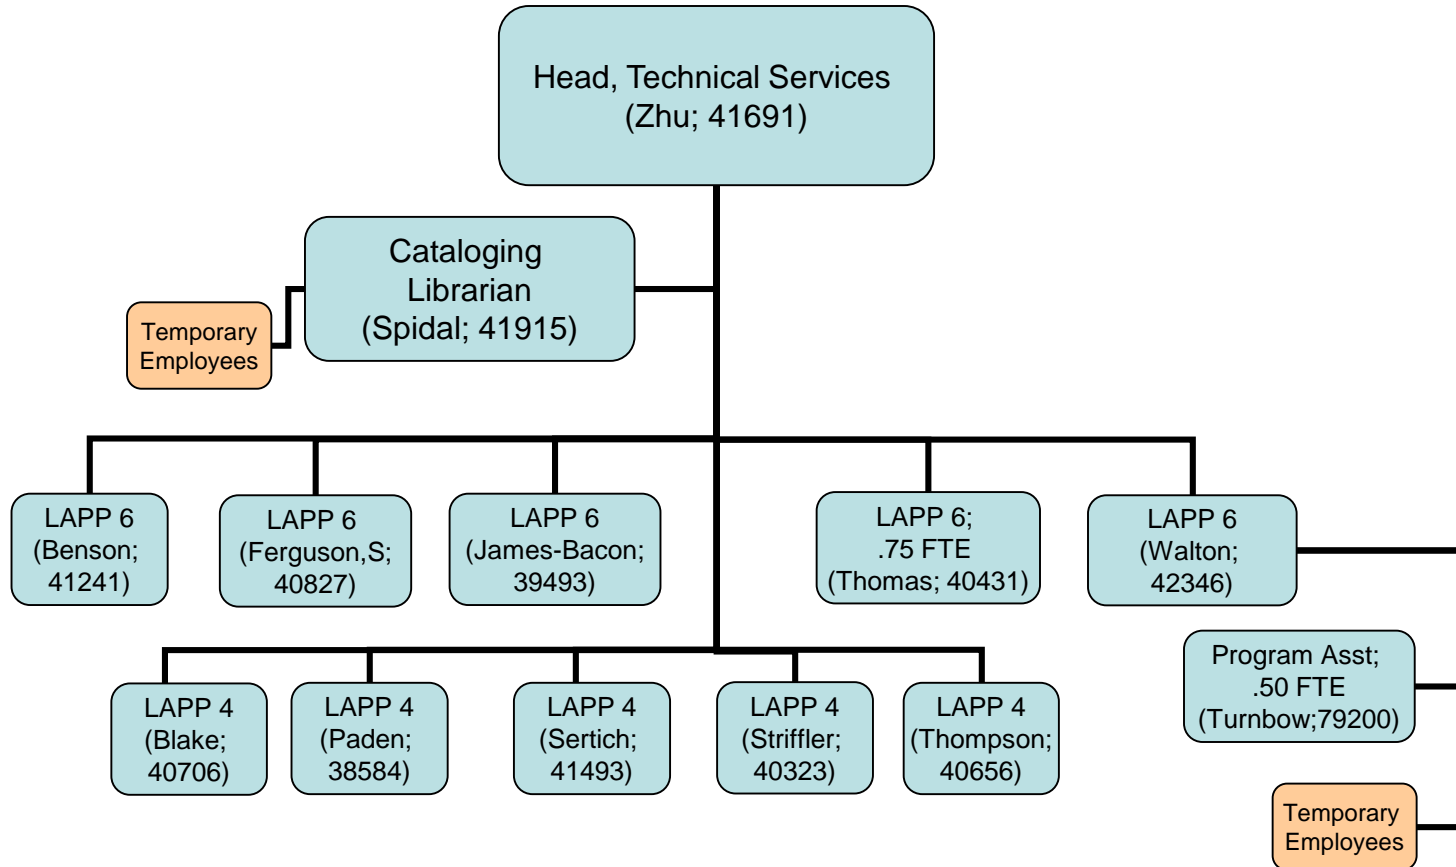 Head, Technical Services
(Zhu; 41691)
Cataloging
Librarian
(Spidal; 41915)
Temporary
Employees
LAPP 6
(Benson;
41241)
LAPP 6
(Ferguson,S;
40827)
LAPP 6
(James-Bacon;
39493)
LAPP 6;
.75 FTE
(Thomas; 40431)
LAPP 6
(Walton;
42346)
LAPP 4
(Blake;
40706)
LAPP 4
(Paden;
38584)
LAPP 4
(Sertich;
41493)
LAPP 4
(Striffler;
40323)
LAPP 4
(Thompson;
40656)
Program Asst;
.50 FTE
(Turnbow;79200)
Temporary
Employees